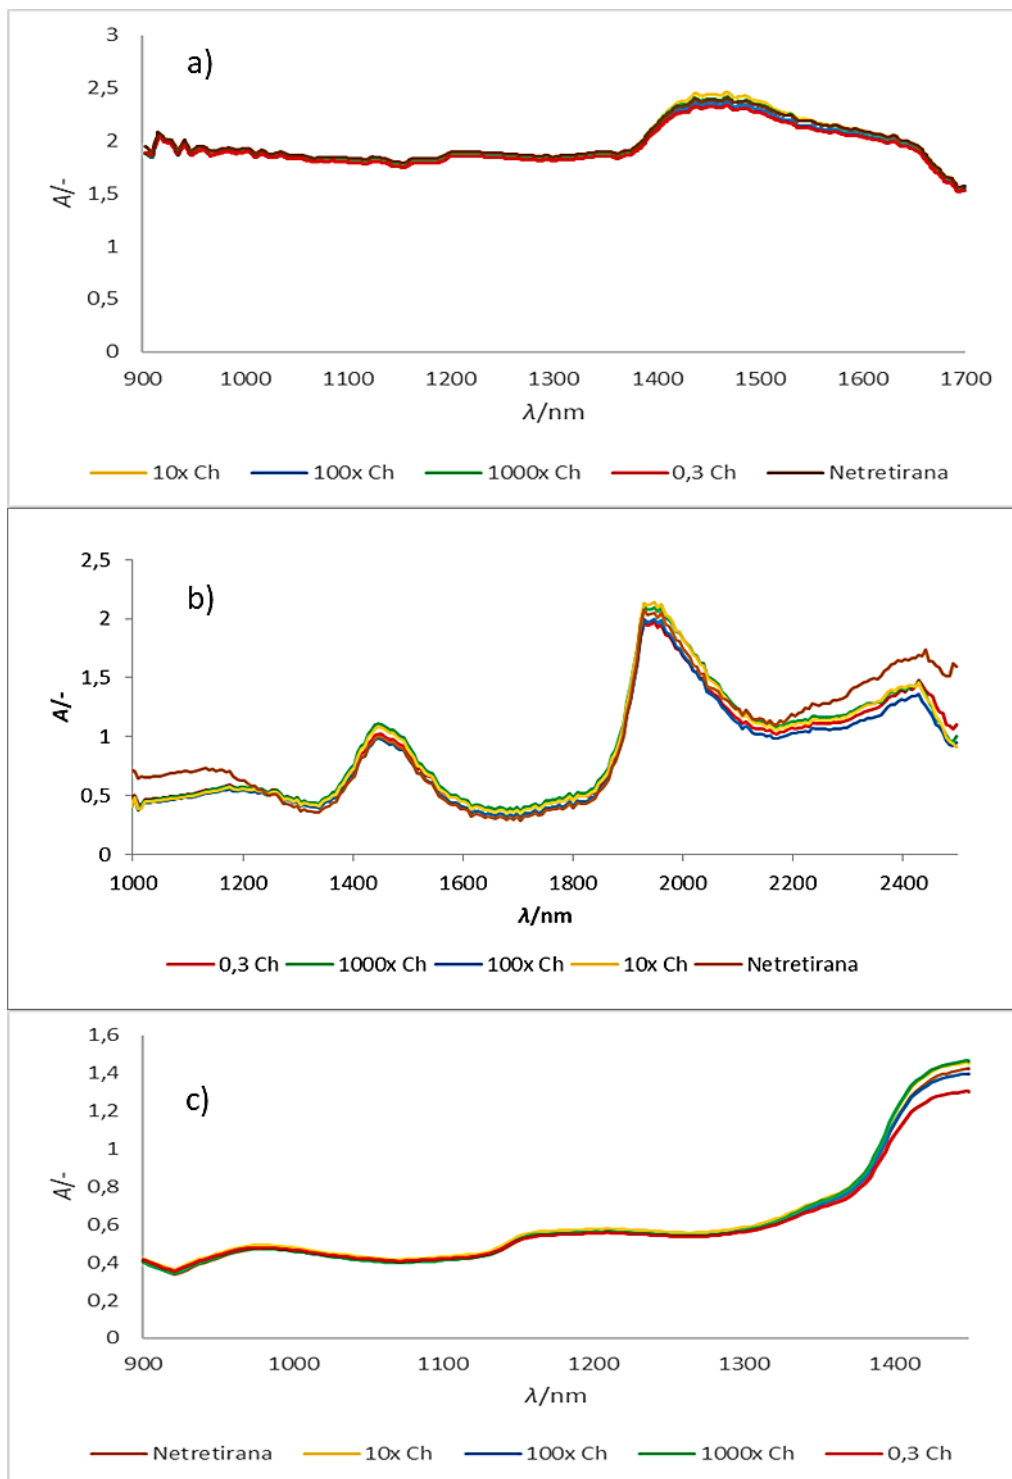 a)
3
2,5
2
1,5
1
0,5
0
A/-
900 1000 1100 1200 1300 1400 1500 1600 1700
λ/nm
10x Ch 100x Ch 1000x Ch 0,3 Ch Netretirana
b)
2,5
2
1,5
1
0,5
0
A/-
1000 1200 1400 1600 1800 2000 2200 2400
λ/nm
0,3 Ch 1000x Ch 100x Ch 10x Ch Netretirana
c)
1,6
1,4
1,2
1
0,8
0,6
0,4
0,2
0
A/-
900 1000 1100 1200 1300 1400
λ/nm
Netretirana 10x Ch 100x Ch 1000x Ch 0,3 Ch